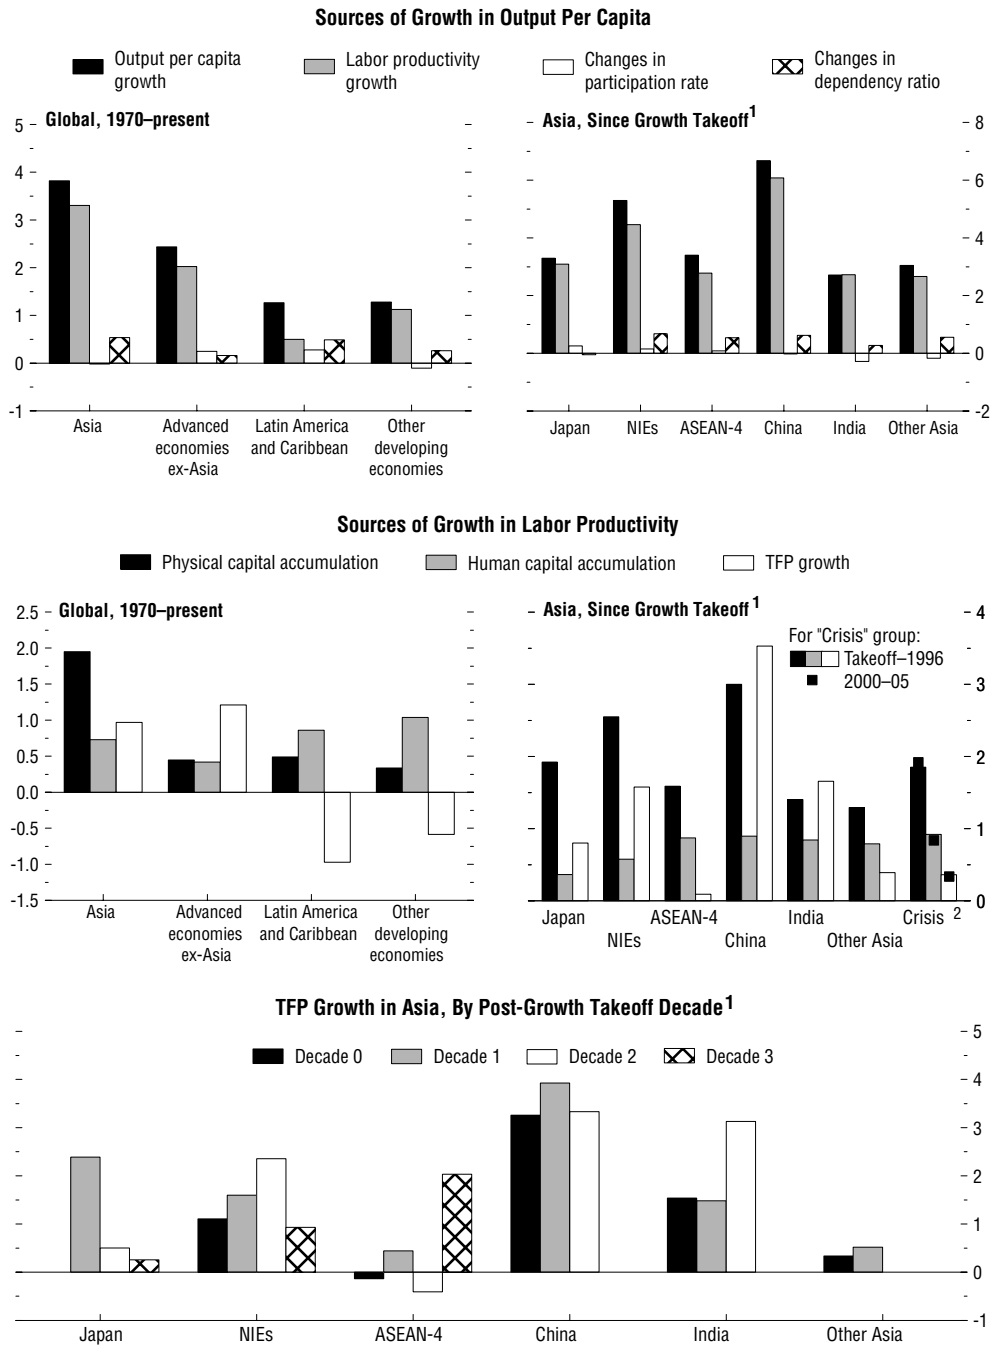 Sources of Growth in Output Per Capita
Output per capita growth
Labor productivity growth
Changes in participation rate
Changes in dependency ratio
Global, 1970–present
5
4
3
2
1
0
-1
Asia
Advanced economies ex-Asia
Latin America and Caribbean
Other developing economies
Asia, Since Growth Takeoff1
8
6
4
2
0
-2
Japan
NIEs
ASEAN-4
China
India
Other Asia
Sources of Growth in Labor Productivity
Physical capital accumulation
Human capital accumulation
TFP growth
Global, 1970–present
2.5
2.0
1.5
1.0
0.5
0.0
-0.5
-1.0
-1.5
Asia
Advanced economies ex-Asia
Latin America and Caribbean
Other developing economies
Asia, Since Growth Takeoff 1
For "Crisis" group:
Takeoff–1996
2000–05
4
3
2
1
0
Japan
NIEs
ASEAN-4
China
India
Other Asia
Crisis 2
TFP Growth in Asia, By Post-Growth Takeoff Decade1
Decade 0
Decade 1
Decade 2
Decade 3
5
4
3
2
1
0
-1
Japan
NIEs
ASEAN-4
China
India
Other Asia